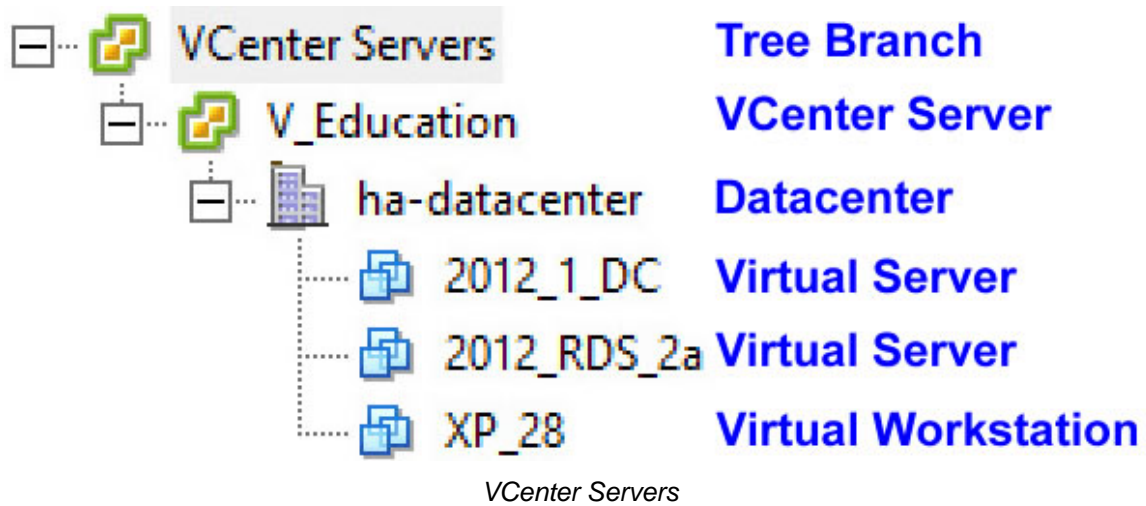 VCenter Servers Tree Branch
V_Education VCenter Server
ha-datacenter Datacenter
2012_1_DC Virtual Server
2012_RDS_2a Virtual Server
XP_28 Virtual Workstation
VCenter Servers